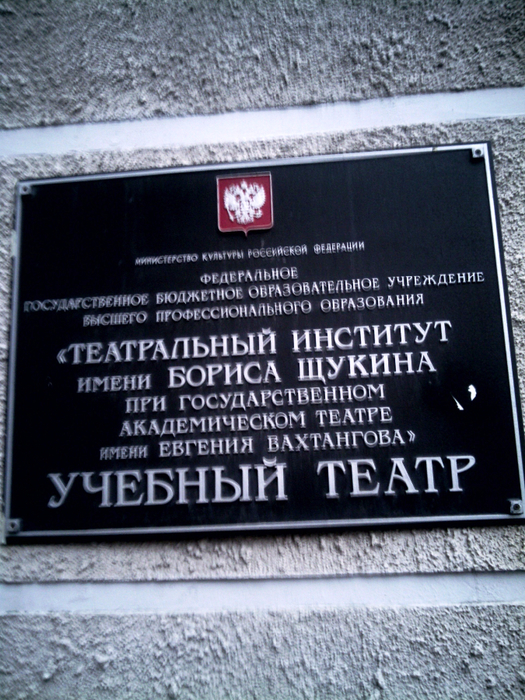 МИНИСТЕРСТВО КУЛЬТУРЫ РОССИЙСКОЙ ФЕДЕРАЦИИ
ФЕДЕРАЛЬНОЕ
ГОСУДАРСТВЕННОЕ БЮДЖЕТНОЕ ОБРАЗОВАТЕЛЬНОЕ УЧРЕЖДЕНИЕ
ВЫСШЕГО ПРОФЕССИОНАЛЬНОГО ОБРАЗОВАНИЯ
«ТЕАТРАЛЬНЫЙ ИНСТИТУТ
ИМЕНИ БОРИСА ЩУКИНА
ПРИ ГОСУДАРСТВЕННОМ
АКАДЕМИЧЕСКОМ ТЕАТРЕ
ИМЕНИ ЕВГЕНИЯ ВАХТАНГОВА»
УЧЕБНЫЙ ТЕАТР